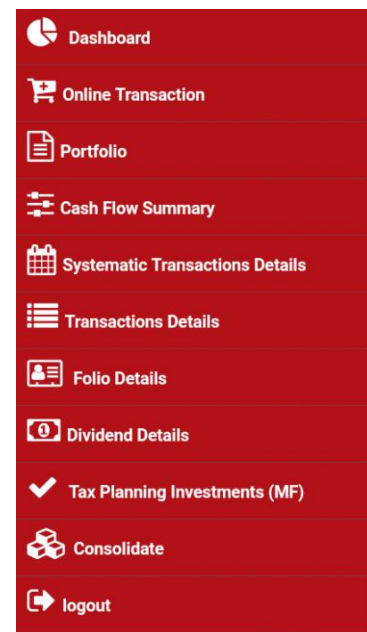 Dashboard
Online Transaction
Portfolio
Cash Flow Summary
Systematic Transactions Details
Transactions Details
Folio Details
1 Dividend Details
Tax Planning Investments (MF)
Consolidate
logout